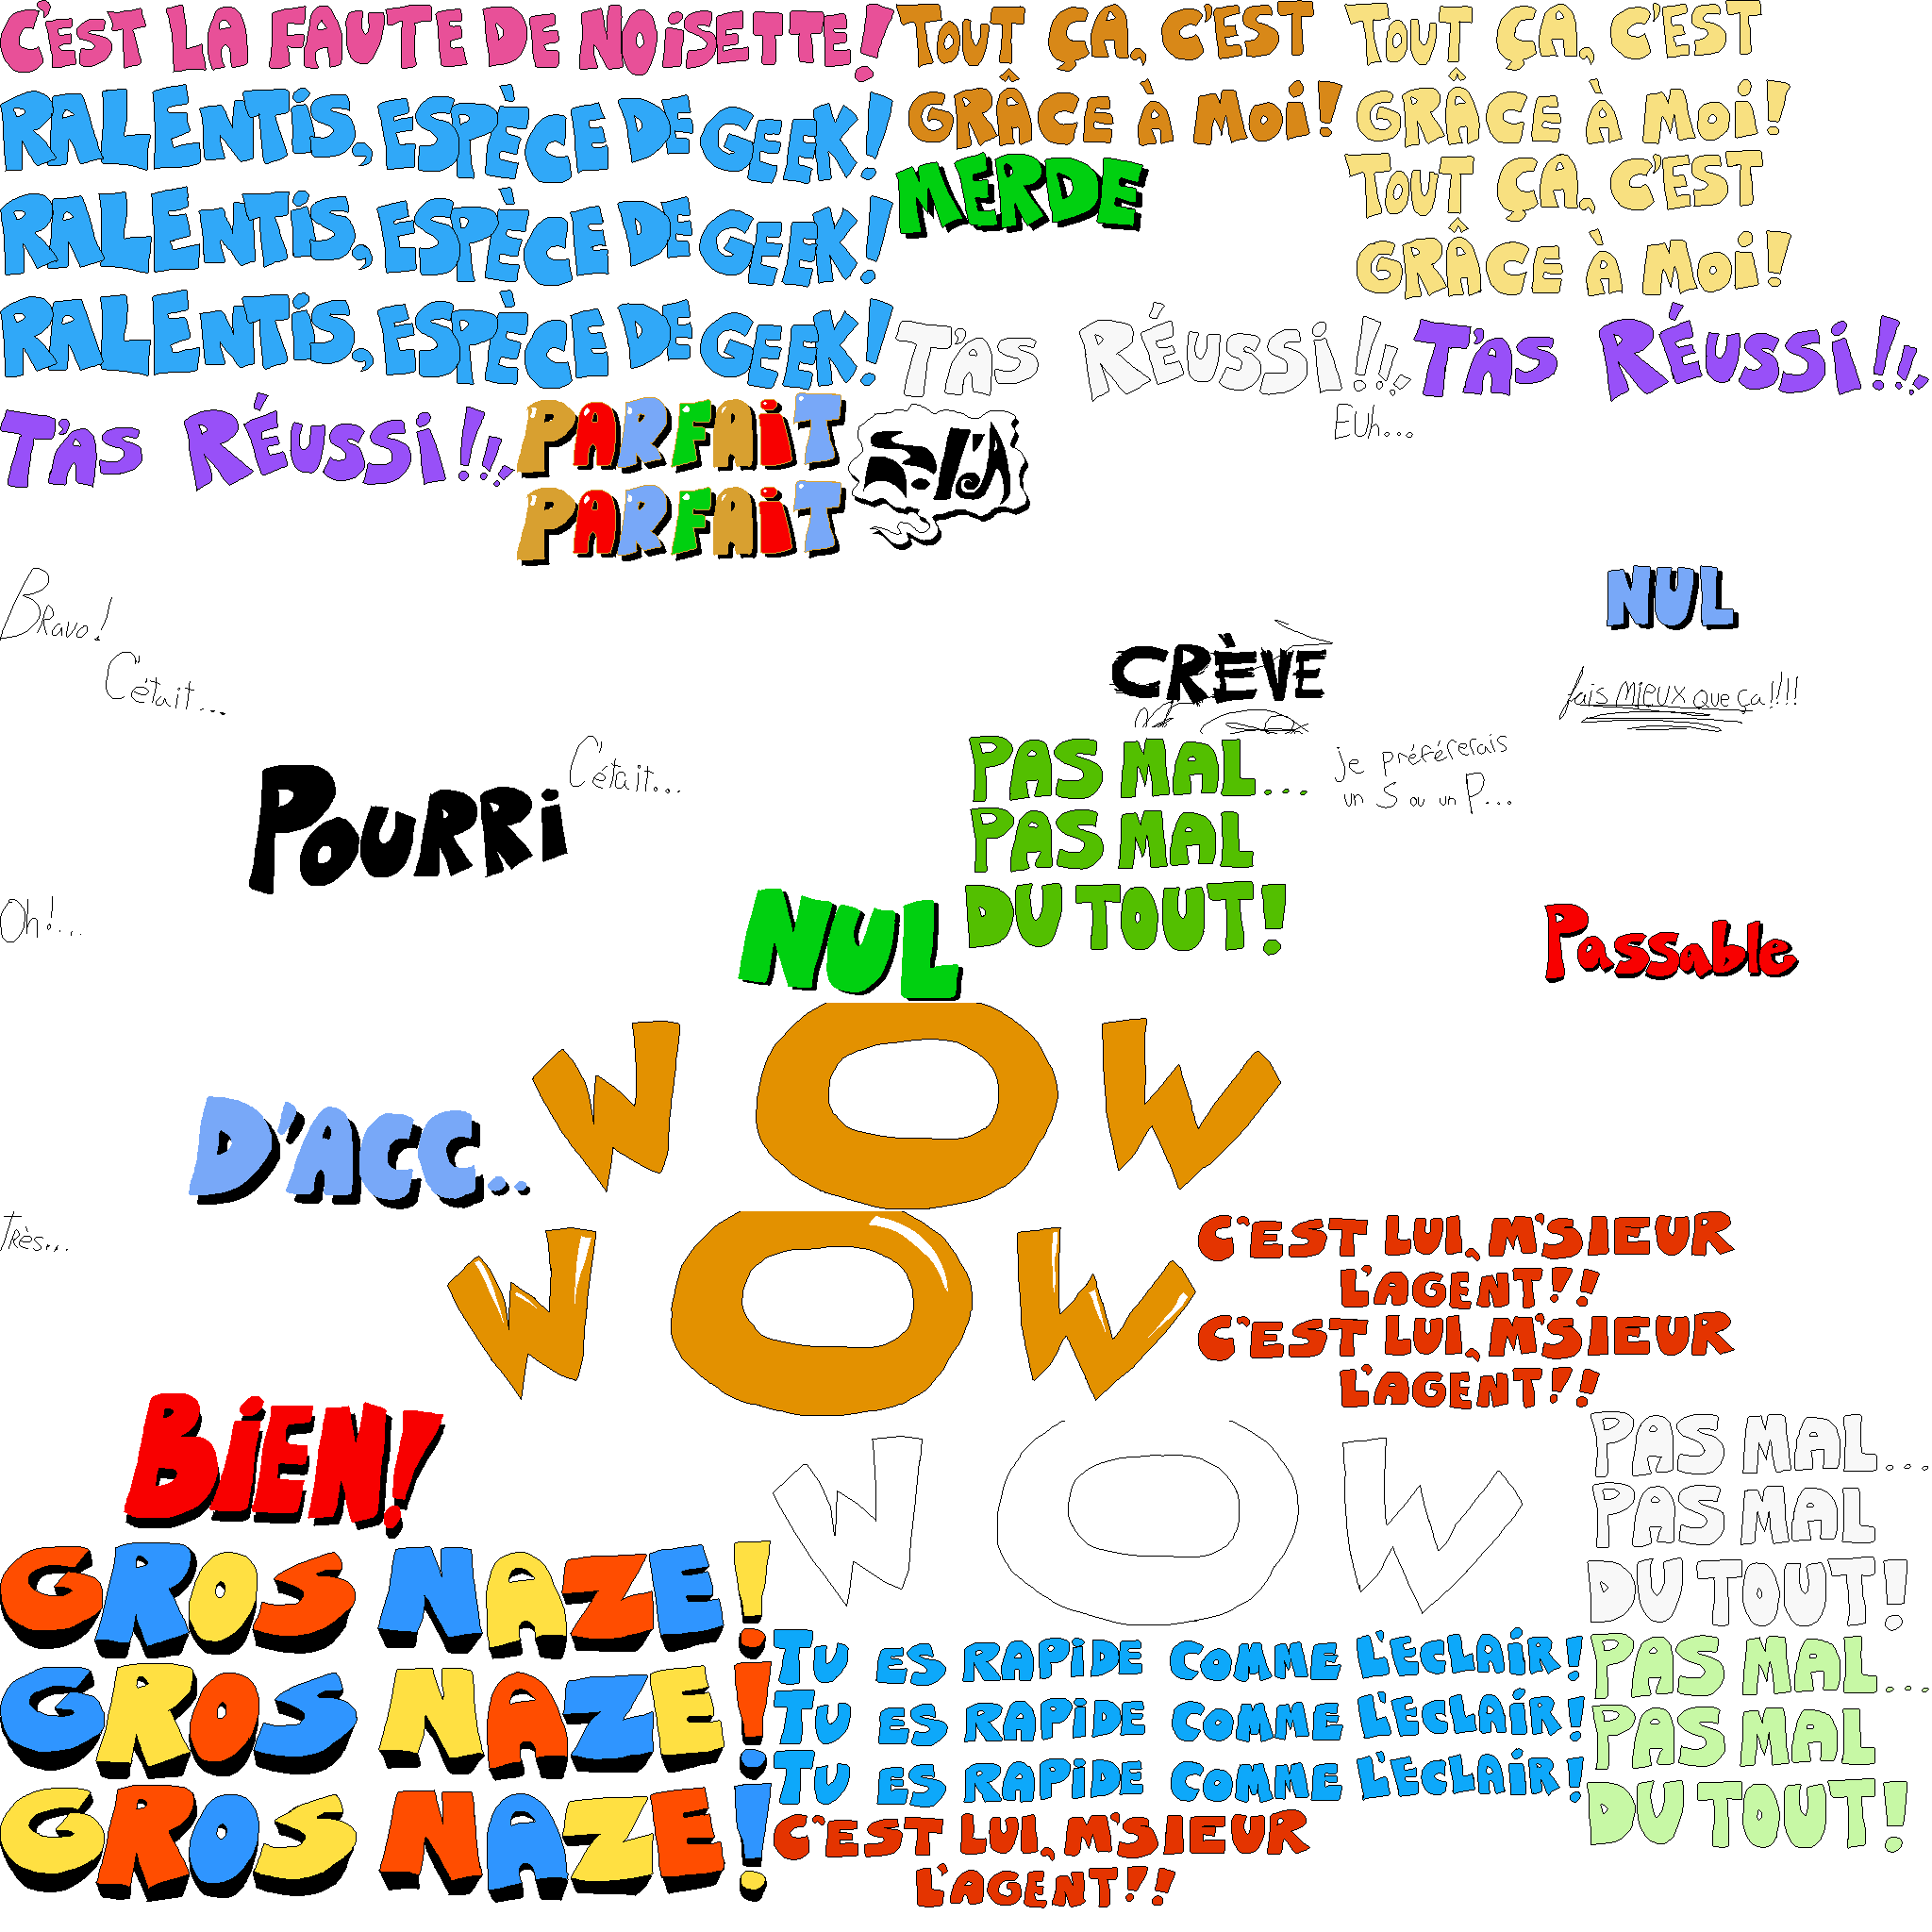 C'EST LA FAUTE DE NOiSETTE!
TOUT ÇA, C'EST
GRÂCE À MOi!
TOUT ÇA, C'EST
GRÂCE À MOi!
RALENTiS, ESPÈCE DE GEEK!
MERDE
TOUT ÇA, C'EST
GRÂCE À MOi!
RALENTiS, ESPÈCE DE GEEK!
RALENTiS, ESPÈCE DE GEEK!
T'AS RÉUSSi!!!,
T'AS RÉUSSi!!!,
T'AS RÉUSSi!!!,
PARFAiT
EUh...
PARFAiT
Bravo!
NUL
C'était...
CRÈVE
fais MIEUX que ça!!!!
POURRi
C'était...
PAS MAL...
PAS MAL
DU TOUT!
je préférerais
un S ou un P...
Oh!...
NUL
Passable
WOW
D'ACC..
TRès...
WOW
C'EST LUI, M'SIEUR
L'AGENT!!
C'EST LUI, M'SIEUR
L'AGENT!!
BiEN!
WOW
PAS MAL...
PAS MAL
DU TOUT!
GROS NAZE!
GROS NAZE!
GROS NAZE!
TU ES RAPiDE COMME L'ECLAÍR!
TU ES RAPiDE COMME L'ECLAÍR!
TU ES RAPiDE COMME L'ECLAÍR!
PAS MAL...
PAS MAL
DU TOUT!
C'EST LUI, M'SIEUR
L'AGENT!!